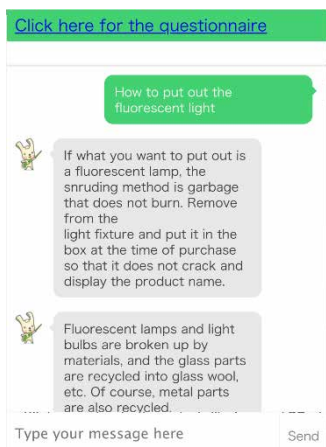 Click here for the questionnaire
How to put out the
fluorescent light
If what you want to put out is
a fluorescent lamp, the
snruding method is garbage
that does not burn. Remove
from the
light fixture and put it in the
box at the time of purchase
so that it does not crack and
display the product name.
Fluorescent lamps and light
bulbs are broken up by
materials, and the glass parts
are recycled into glass wool,
etc. Of course, metal parts
are also recycled.
Type your message here
Send